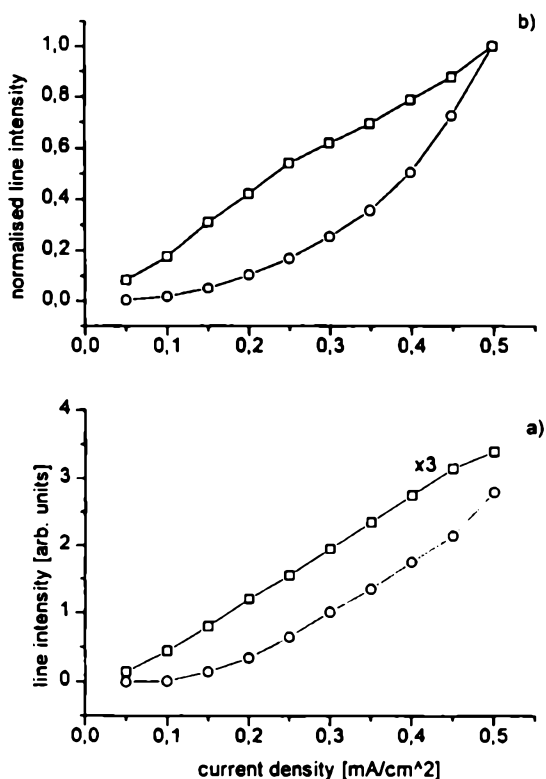 b)
normalised line intensity
1,0
0,8
0,6
0,4
0,2
0,0
0,0 0,1 0,2 0,3 0,4 0,5
a)
line intensity [arb. units]
4
3
2
1
0
x3
0,0 0,1 0,2 0,3 0,4 0,5
current density [mA/cm^2]